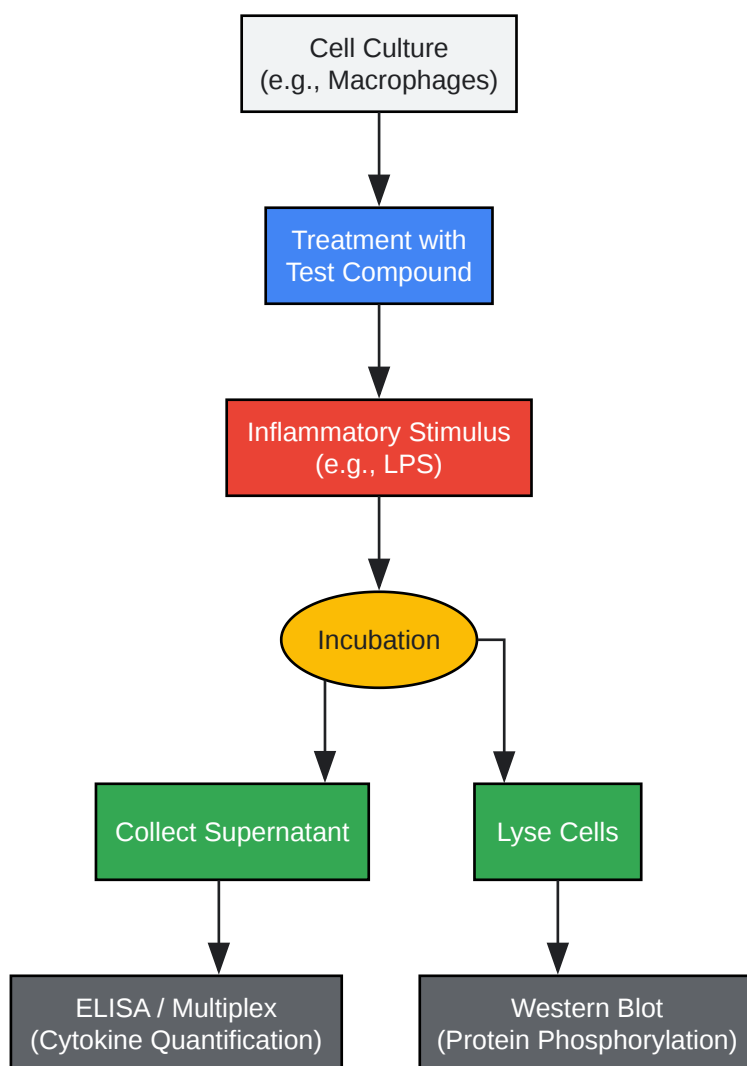 Cell Culture
(e.g., Macrophages)
Treatment with
Test Compound
Inflammatory Stimulus
(e.g., LPS)
Incubation
Collect Supernatant
Lyse Cells
ELISA / Multiplex
(Cytokine Quantification)
Western Blot
(Protein Phosphorylation)